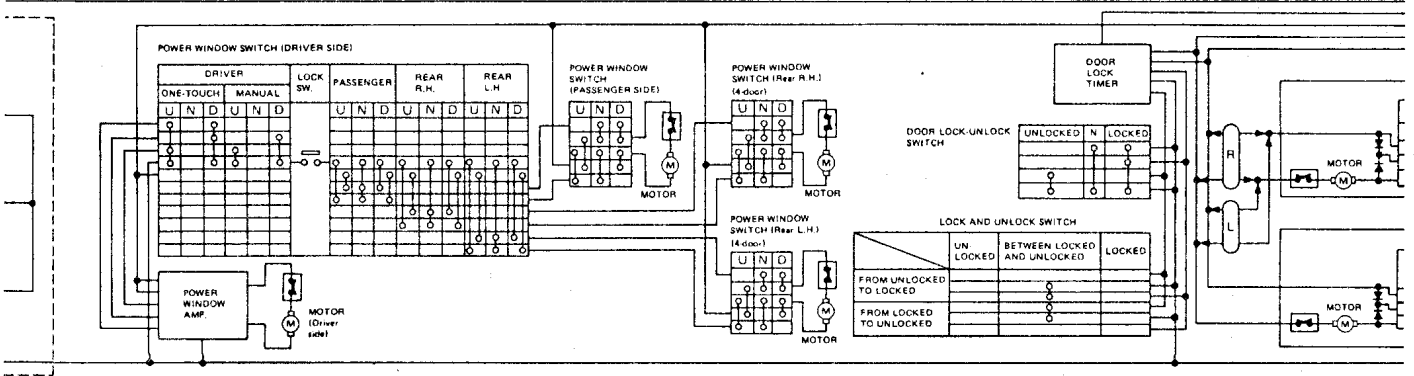 POWER WINDOW SWITCH (DRIVER SIDE)
DRIVER
LOCK
SW.
PASSENGER
REAR
R.H.
REAR
L.H
ONE-TOUCH
MANUAL
U N D U N D
U N D U N D U N D
POWER
WINDOW
AMP.
M
MOTOR
(Driver
side)
POWER WINDOW
SWITCH
(PASSENGER SIDE)
U N D
M
MOTOR
POWER WINDOW
SWITCH (Rear R.H.)
(4-door)
U N D
M
MOTOR
POWER WINDOW
SWITCH (Rear L.H.)
(4-door)
U N D
M
MOTOR
DOOR
LOCK
TIMER
DOOR LOCK-UNLOCK
SWITCH
UNLOCKED N LOCKED
LOCK AND UNLOCK SWITCH
UN-
LOCKED
BETWEEN LOCKED
AND UNLOCKED
LOCKED
FROM UNLOCKED
TO LOCKED
FROM LOCKED
TO UNLOCKED
R
L
MOTOR
M
MOTOR
M